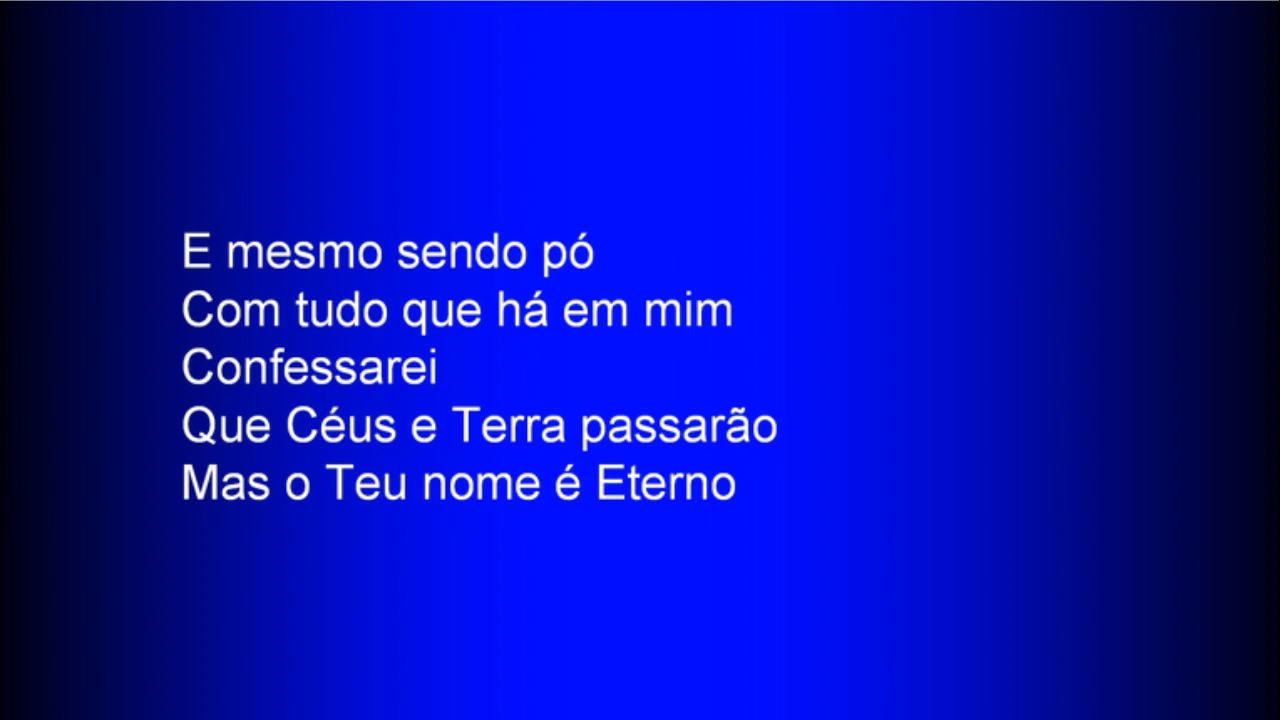 E mesmo sendo pó
Com tudo que há em mim
Confessarei
Que Céus e Terra passarão
Mas o Teu nome é Eterno